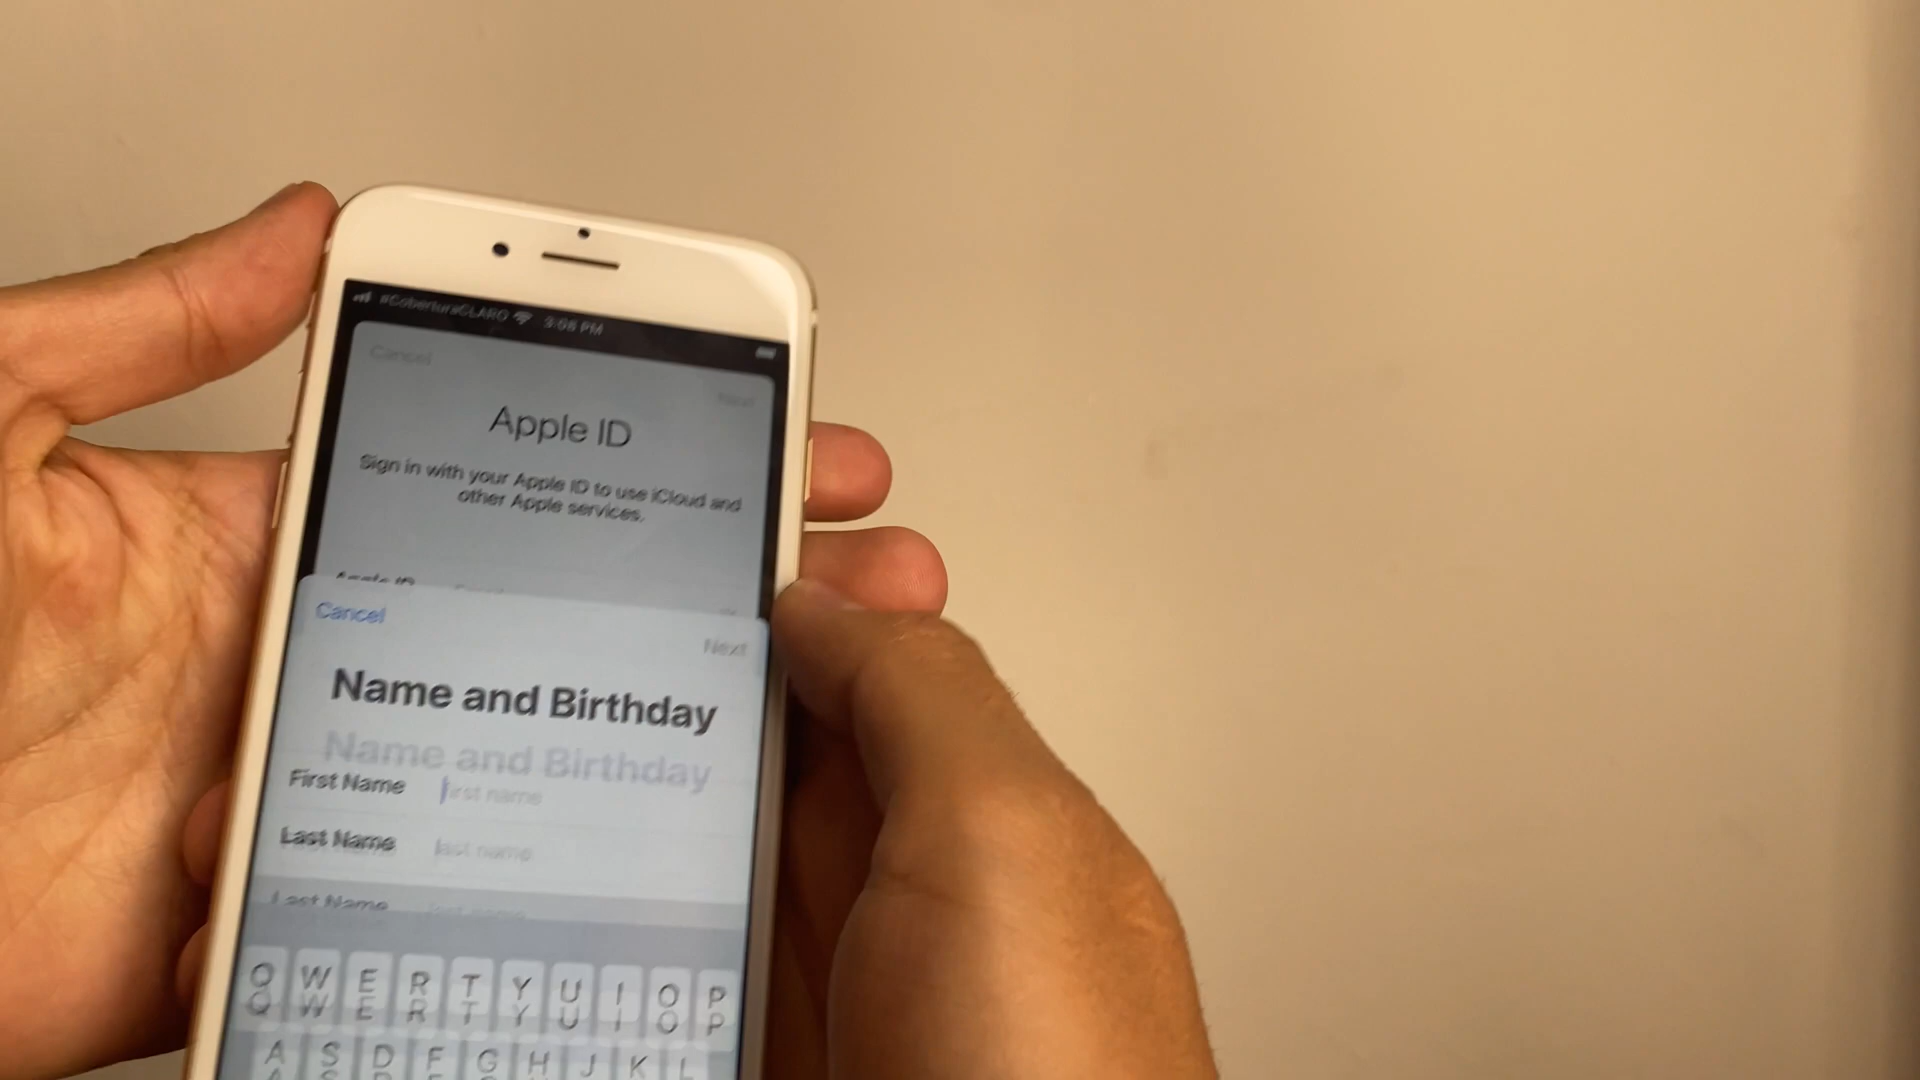 #CoberturaCLARO 3:08 PM
Cancel
Next
Apple ID
Sign in with your Apple ID to use iCloud and
other Apple services.
Apple ID
Cancel
Next
Name and Birthday
Name and Birthday
First Name first name
Last Name last name
Last Name last name
Q W E R T Y U I O P
Q W E R T Y U I O P
A S D F G H J K L